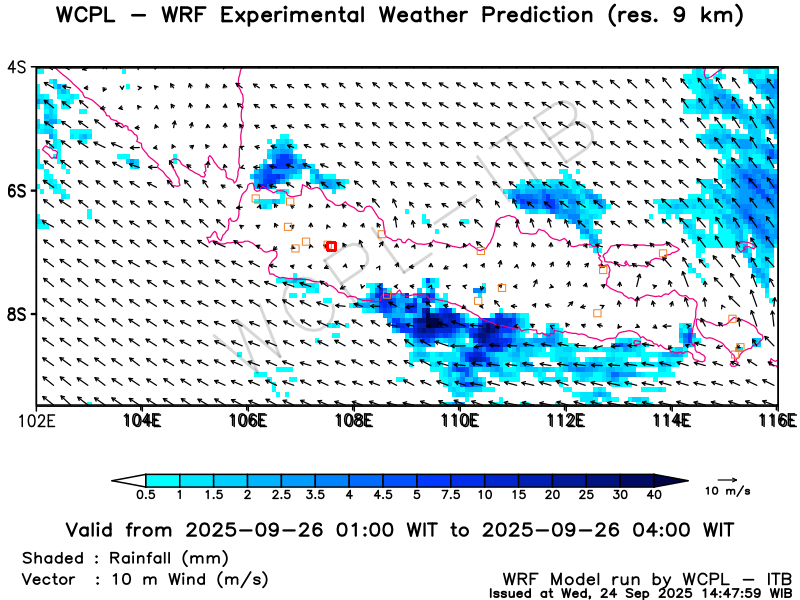 WCPL – WRF Experimental Weather Prediction (res. 9 km)
4S
6S
8S
102E 104E 106E 108E 110E 112E 114E 116E
WCPL–ITB
0.5 1 1.5 2 2.5 3.5 4 4.5 5 7.5 10 15 20 25 30 40
10 m/s
Valid from 2025–09–26 01:00 WIT to 2025–09–26 04:00 WIT
Shaded : Rainfall (mm)
Vector : 10 m Wind (m/s)
WRF Model run by WCPL – ITB
Issued at Wed, 24 Sep 2025 14:47:59 WIB